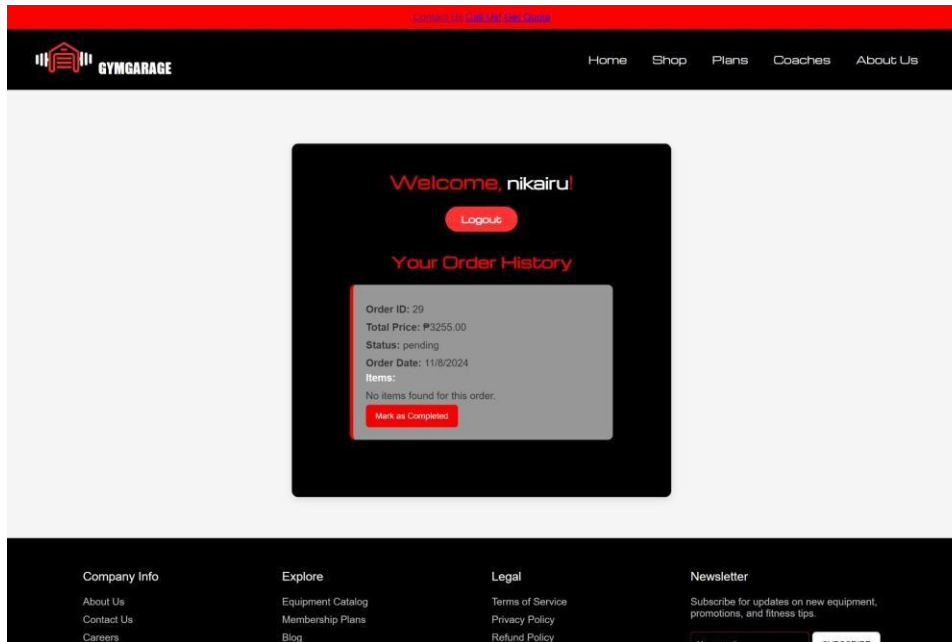 Contact Us Call Us! Get Quote
GYMGARAGE
Home Shop Plans Coaches About Us
Welcome, nikairu!
Logout
Your Order History
Order ID: 29
Total Price: ₱3255.00
Status: pending
Order Date: 11/8/2024
Items:
No items found for this order.
Mark as Completed
Company Info
About Us
Contact Us
Careers
Explore
Equipment Catalog
Membership Plans
Blog
Legal
Terms of Service
Privacy Policy
Refund Policy
Newsletter
Subscribe for updates on new equipment,
promotions, and fitness tips.
SUBSCRIBE